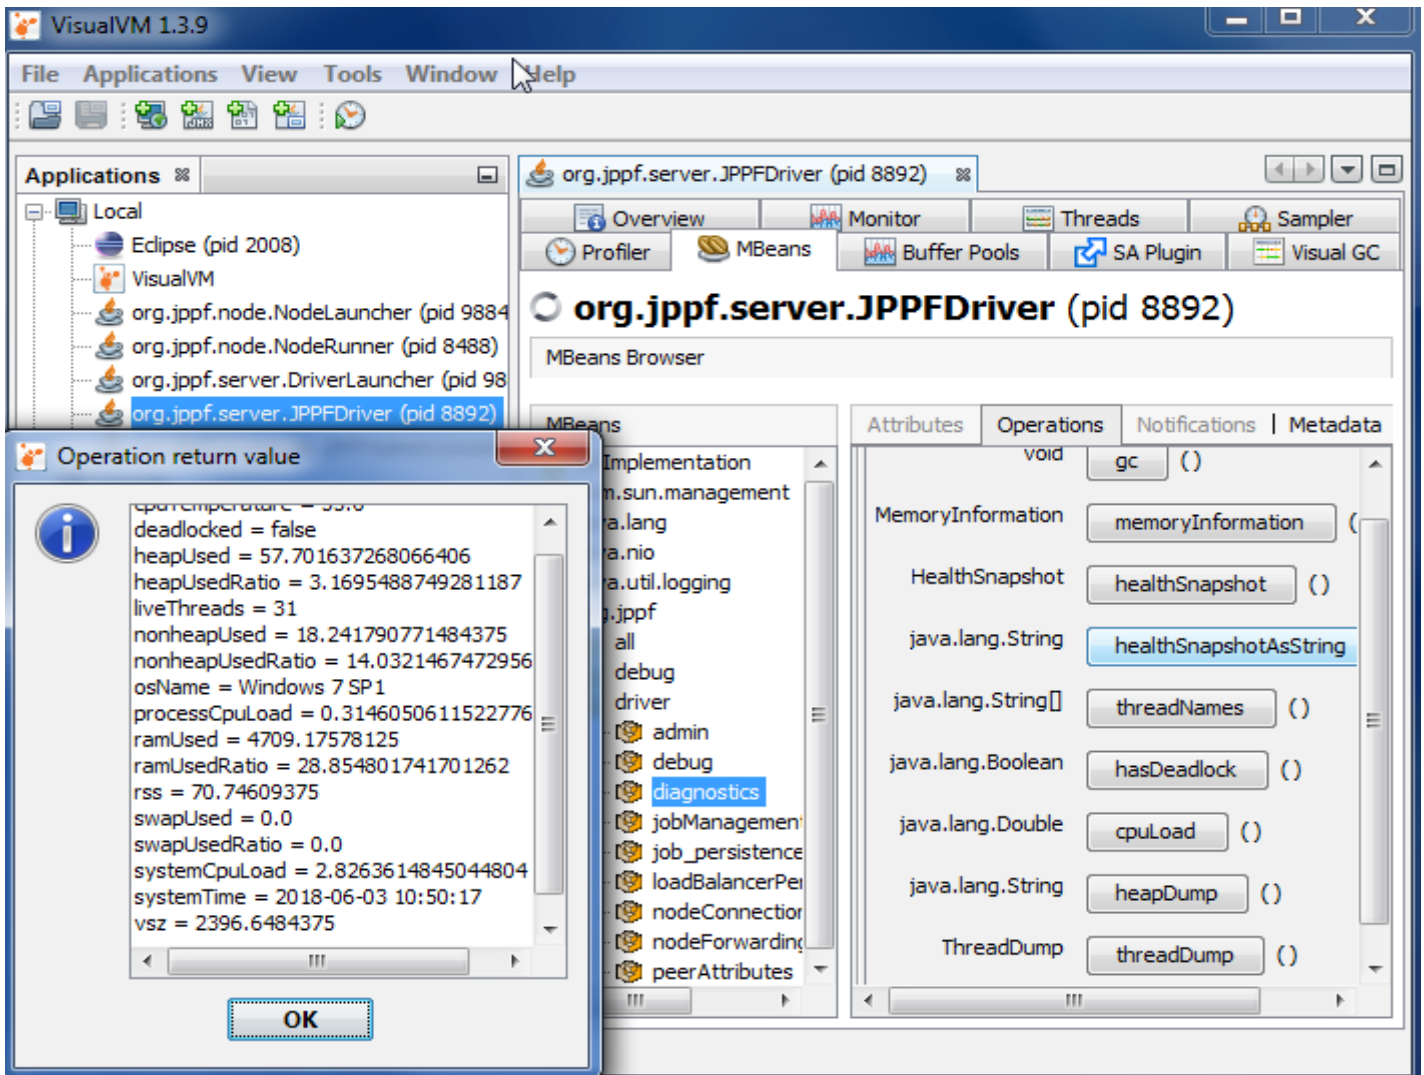 VisualVM 1.3.9
File Applications View Tools Window Help
Applications
org.jppf.server.JPPFDriver (pid 8892)
Local
Eclipse (pid 2008)
VisualVM
org.jppf.node.NodeLauncher (pid 9884
org.jppf.node.NodeRunner (pid 8488)
org.jppf.server.DriverLauncher (pid 98
org.jppf.server.JPPFDriver (pid 8892)
Overview Monitor Threads Sampler
Profiler MBeans Buffer Pools SA Plugin Visual GC
org.jppf.server.JPPFDriver (pid 8892)
MBeans Browser
MBeans
Implementation
m.sun.management
a.lang
a.nio
a.util.logging
g.jppf
all
debug
driver
admin
debug
diagnostics
jobManagement
job_persistence
loadBalancerPer
nodeConnection
nodeForwarding
peerAttributes
Attributes Operations Notifications Metadata
void gc ()
MemoryInformation memoryInformation (
HealthSnapshot healthSnapshot ()
java.lang.String healthSnapshotAsString
java.lang.String[] threadNames ()
java.lang.Boolean hasDeadlock ()
java.lang.Double cpuLoad ()
java.lang.String heapDump ()
ThreadDump threadDump ()
Operation return value
cpuTemperature =
deadlocked = false
heapUsed = 57.701637268066406
heapUsedRatio = 3.1695488749281187
liveThreads = 31
nonheapUsed = 18.241790771484375
nonheapUsedRatio = 14.0321467472956
osName = Windows 7 SP1
processCpuLoad = 0.3146050611522776
ramUsed = 4709.17578125
ramUsedRatio = 28.854801741701262
rss = 70.74609375
swapUsed = 0.0
swapUsedRatio = 0.0
systemCpuLoad = 2.8263614845044804
systemTime = 2018-06-03 10:50:17
vsz = 2396.6484375
OK